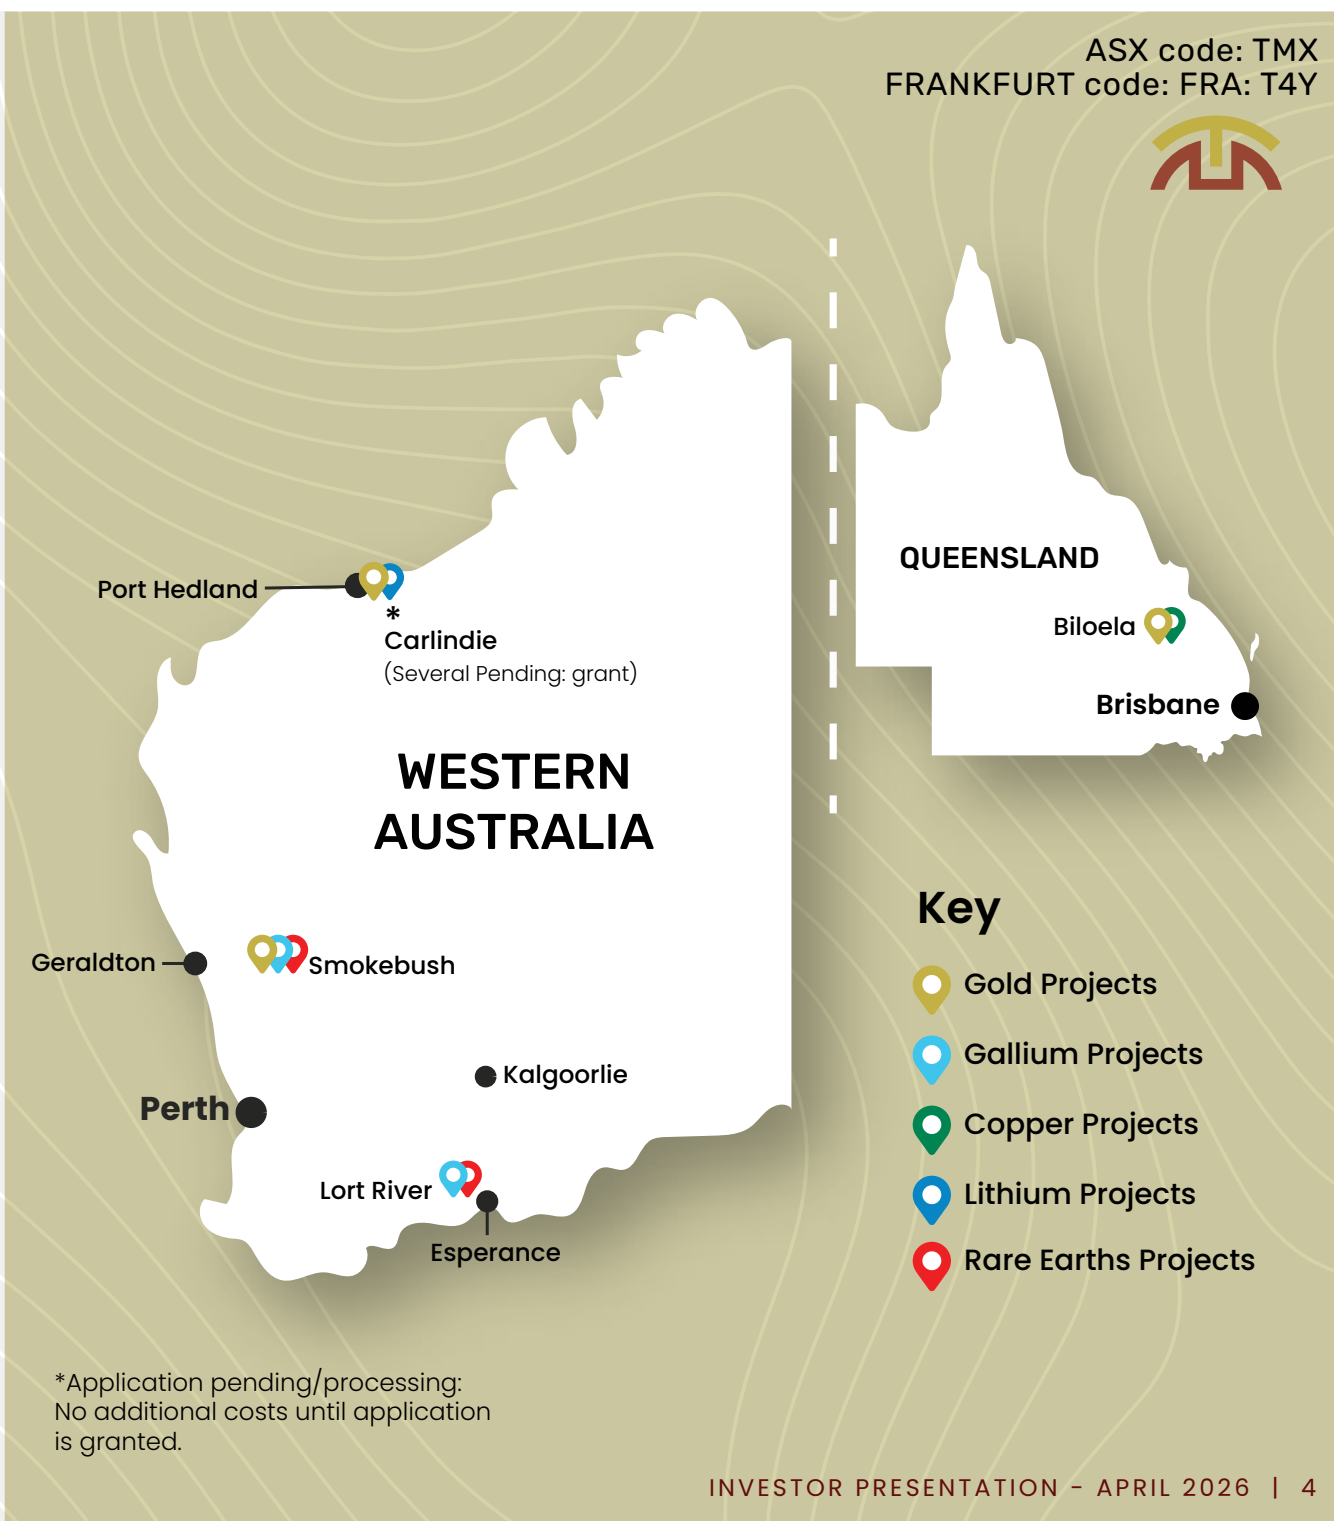 ASX code: TMX
FRANKFURT code: FRA: T4Y
Port Hedland
*
Carlindie
(Several Pending: grant)
WESTERN
AUSTRALIA
Geraldton
Smokebush
Kalgoorlie
Perth
Lort River
Esperance
QUEENSLAND
Biloela
Brisbane
Key
Gold Projects
Gallium Projects
Copper Projects
Lithium Projects
Rare Earths Projects
*Application pending/processing:
No additional costs until application
is granted.
INVESTOR PRESENTATION - APRIL 2026 | 4